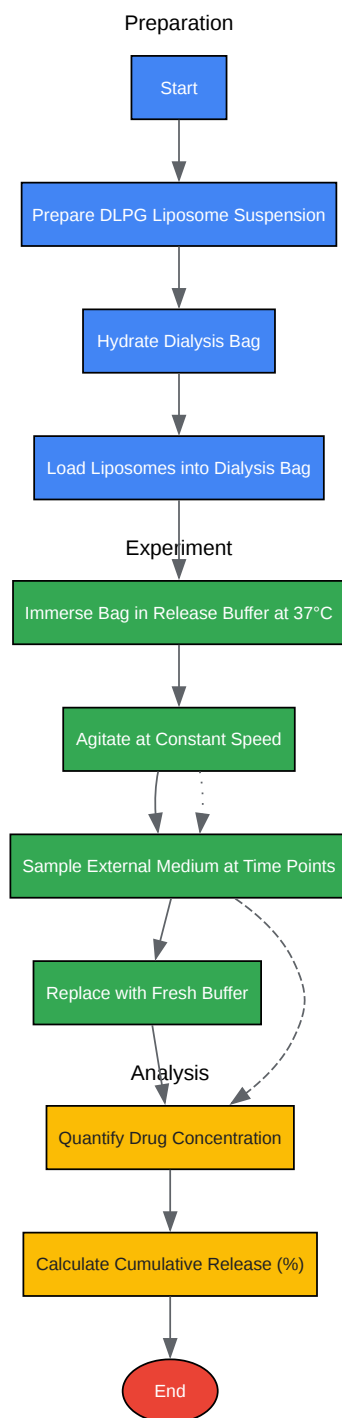 Preparation
Start
Prepare DLPG Liposome Suspension
Hydrate Dialysis Bag
Load Liposomes into Dialysis Bag
Experiment
Immerse Bag in Release Buffer at 37°C
Agitate at Constant Speed
Sample External Medium at Time Points
Replace with Fresh Buffer
Analysis
Quantify Drug Concentration
Calculate Cumulative Release (%)
End